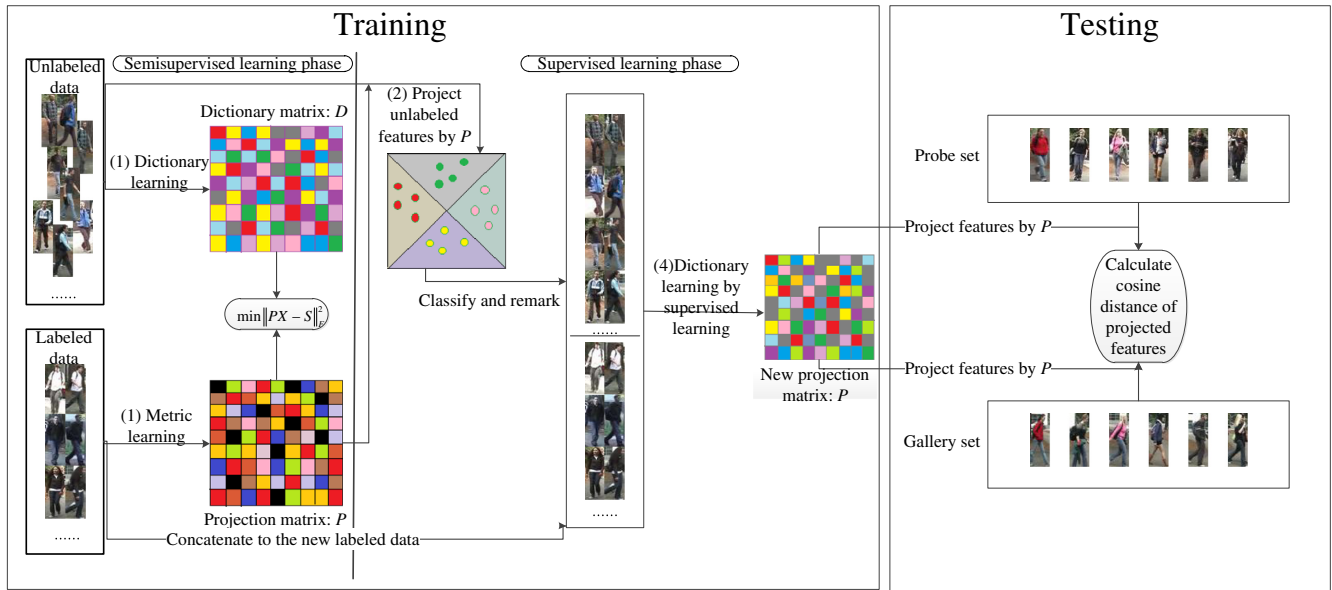 Training
Testing
Unlabeled
data
......
Semisupervised learning phase
Supervised learning phase
Dictionary matrix: D
(1) Dictionary
learning
min||PX − S||²_F
Labeled
data
......
(1) Metric
learning
Projection matrix: P
Concatenate to the new labeled data
(2) Project
unlabeled
features by P
Classify and remark
......
......
(4)Dictionary
learning by
supervised
learning
New projection
matrix: P
Probe set
Project features by P
Calculate
cosine
distance of
projected
features
Project features by P
Gallery set